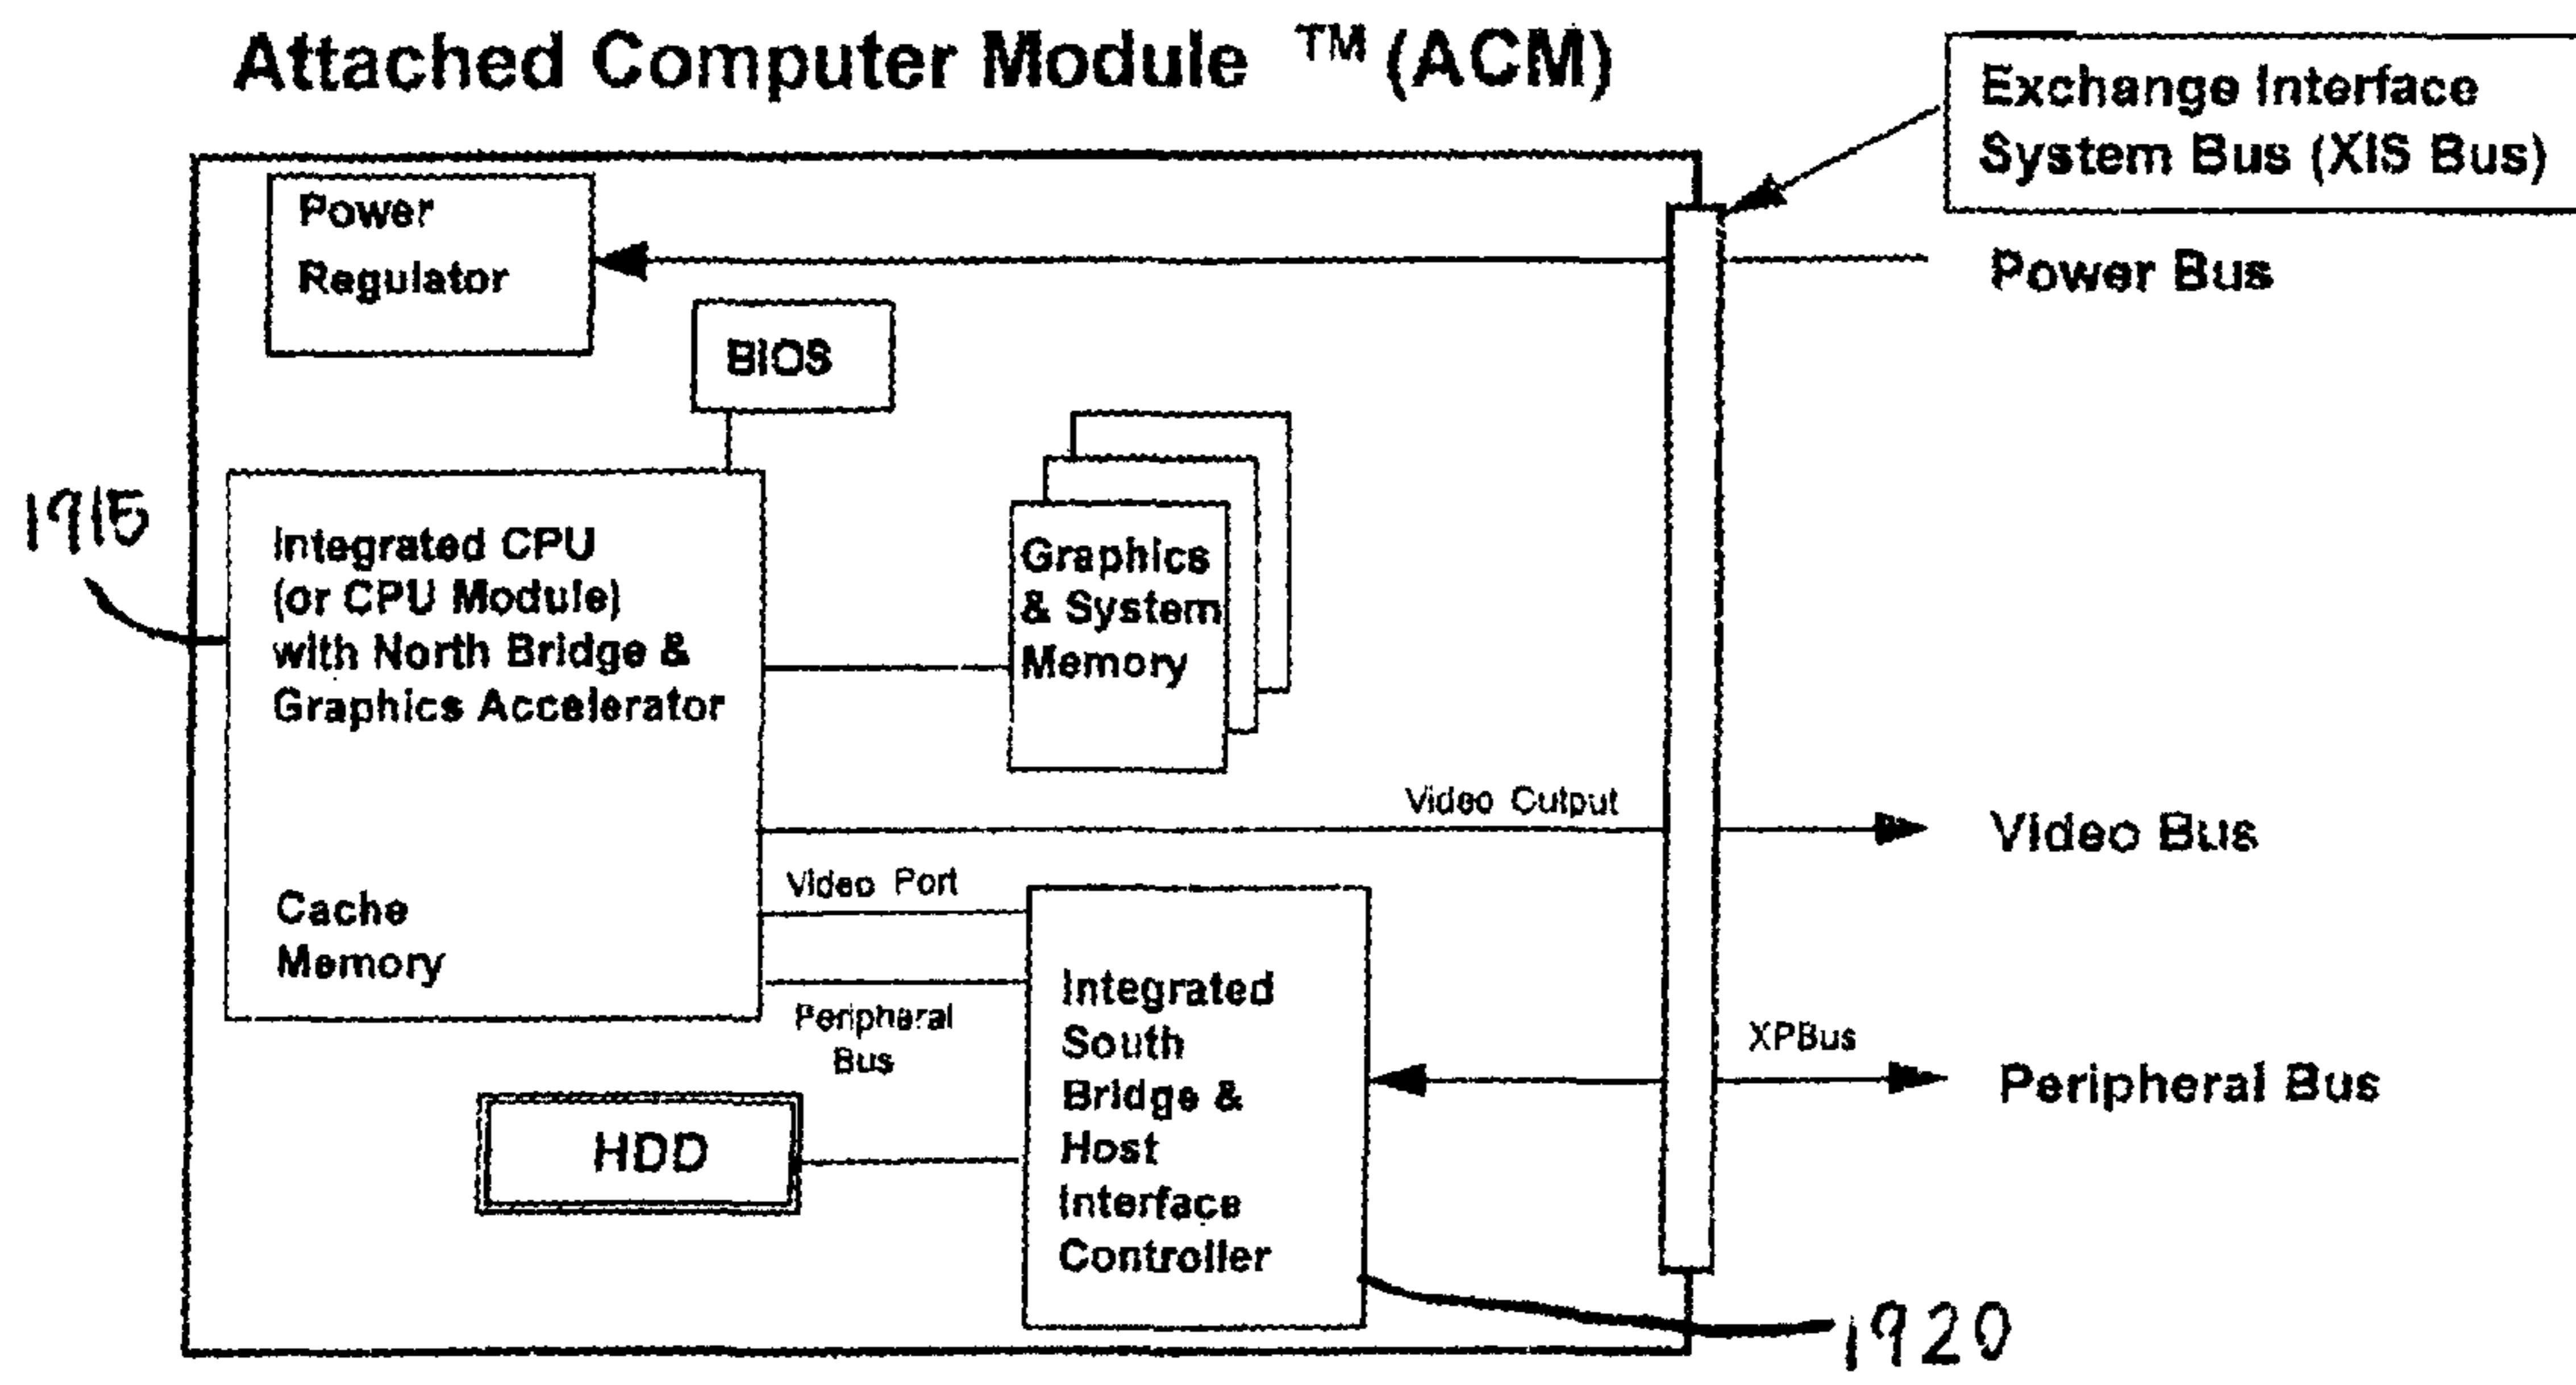 Attached Computer Module ™ (ACM)
Exchange Interface
System Bus (XIS Bus)
Power
Regulator
Power Bus
BIOS
1915
Integrated CPU
(or CPU Module)
with North Bridge &
Graphics Accelerator
Graphics
& System
Memory
Video Output
Video Bus
Cache
Memory
Video Port
Peripheral
Bus
Integrated
South
Bridge &
Host
Interface
Controller
XPBus
Peripheral Bus
HDD
1920